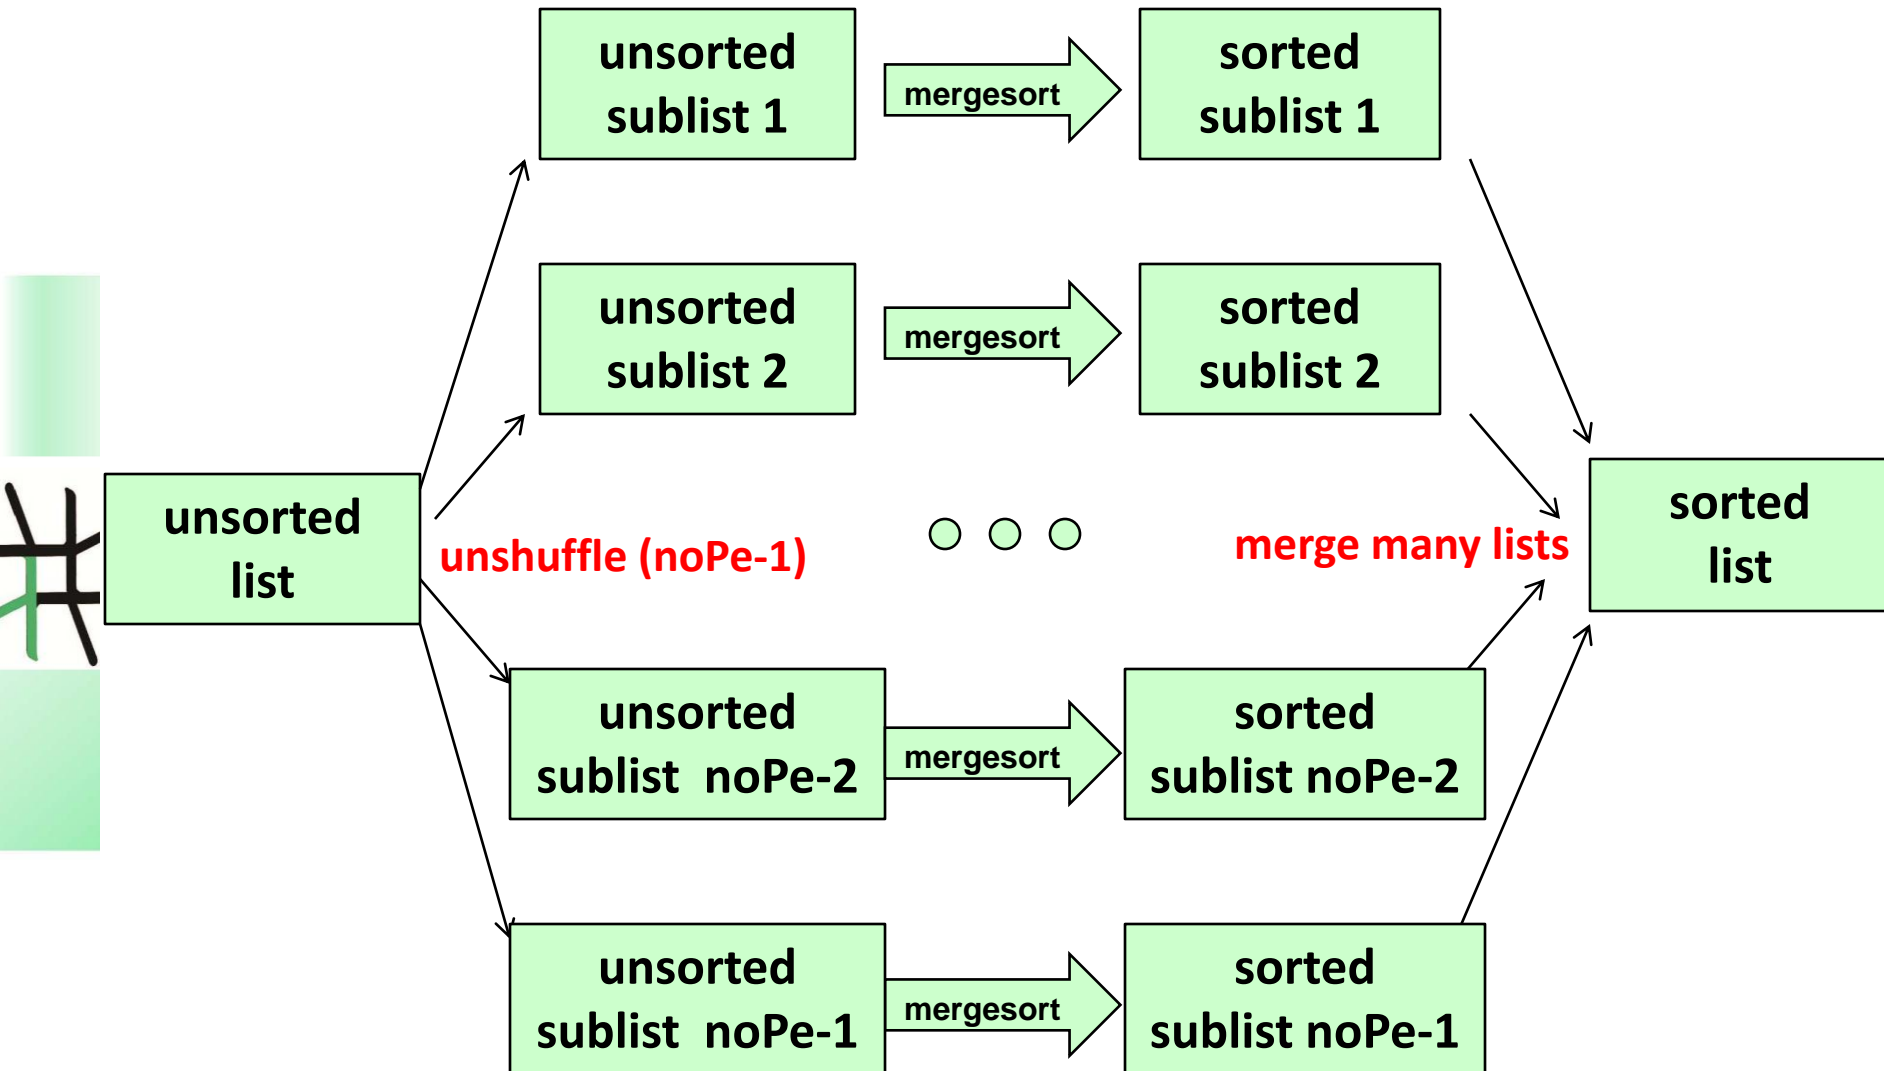 unsorted
sublist 1
mergesort
sorted
sublist 1
unsorted
sublist 2
mergesort
sorted
sublist 2
unsorted
list
unshuffle (noPe-1)
merge many lists
sorted
list
unsorted
sublist noPe-2
mergesort
sorted
sublist noPe-2
unsorted
sublist noPe-1
mergesort
sorted
sublist noPe-1